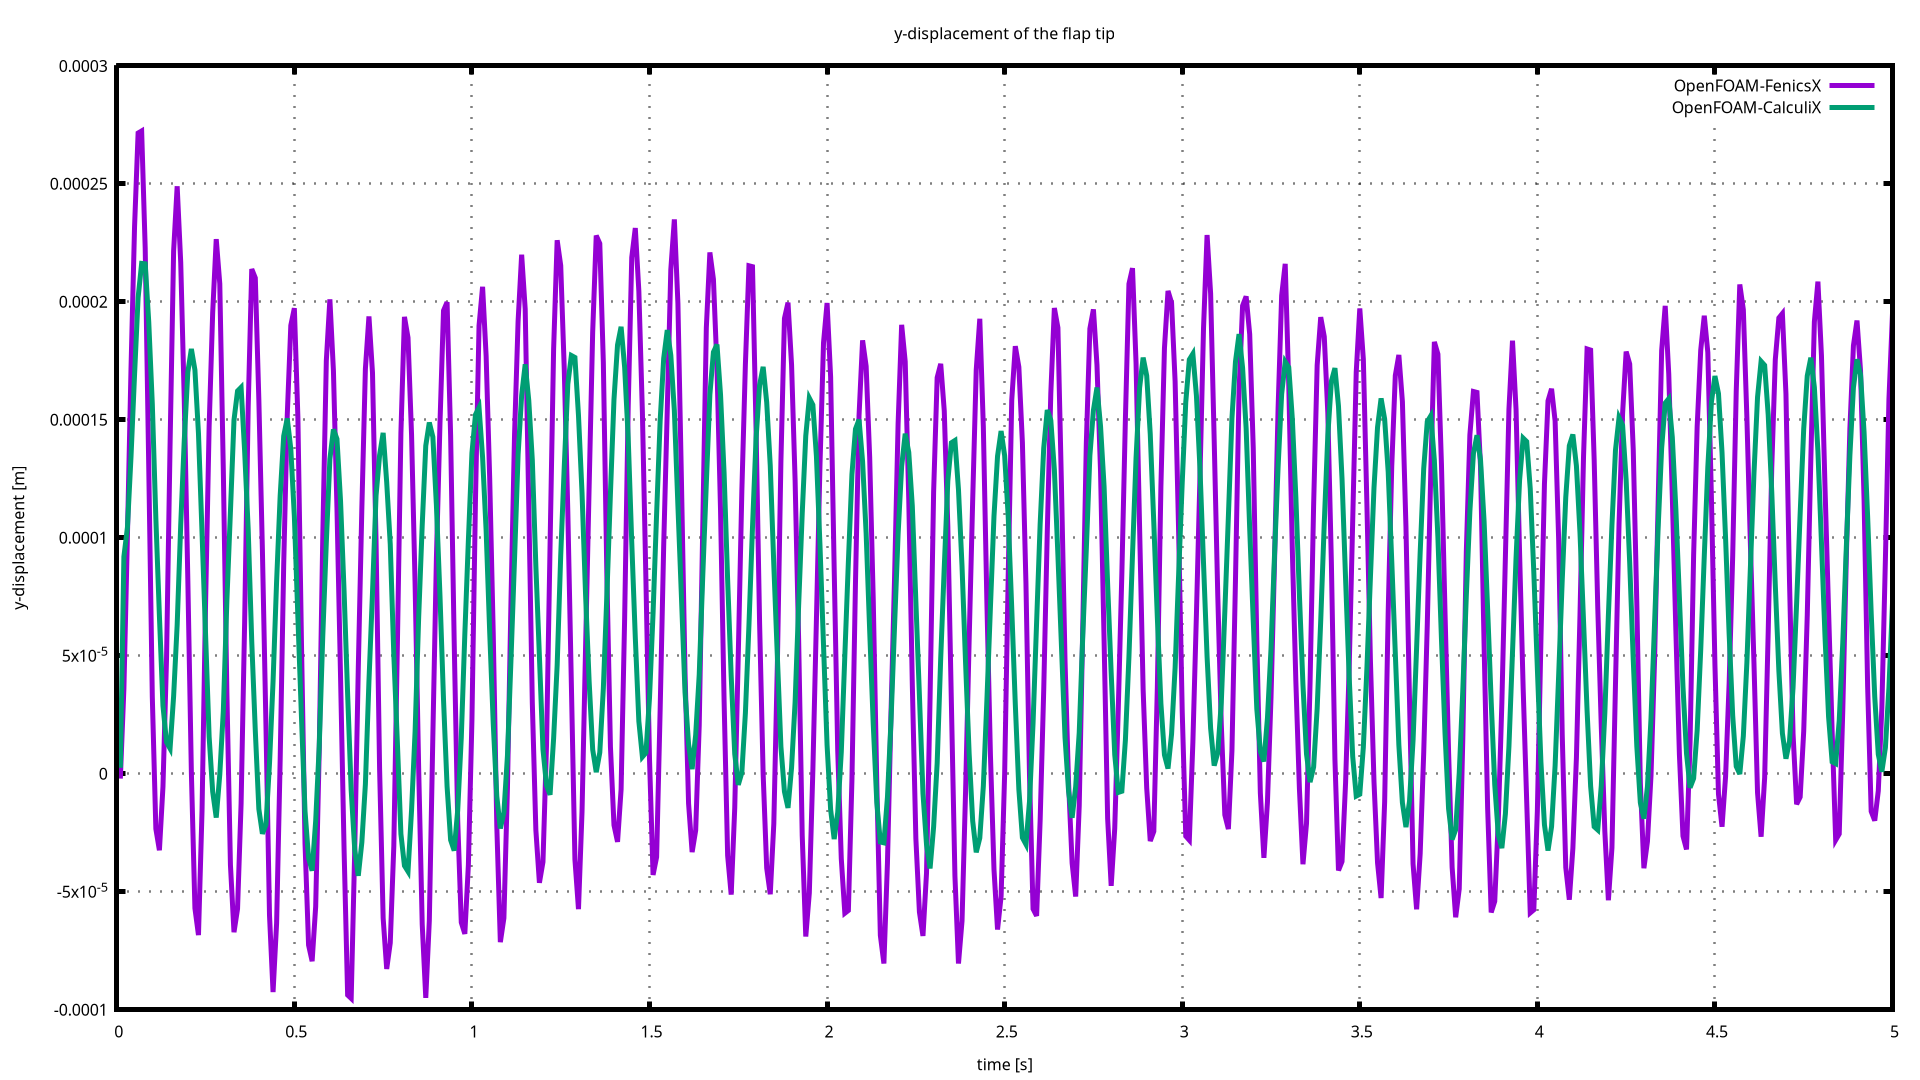 y-displacement of the flap tip
OpenFOAM-FenicsX
OpenFOAM-CalculiX
0.0003
0.00025
0.0002
0.00015
0.0001
5x10⁻⁵
0
-5x10⁻⁵
-0.0001
y-displacement [m]
0 0.5 1 1.5 2 2.5 3 3.5 4 4.5 5
time [s]